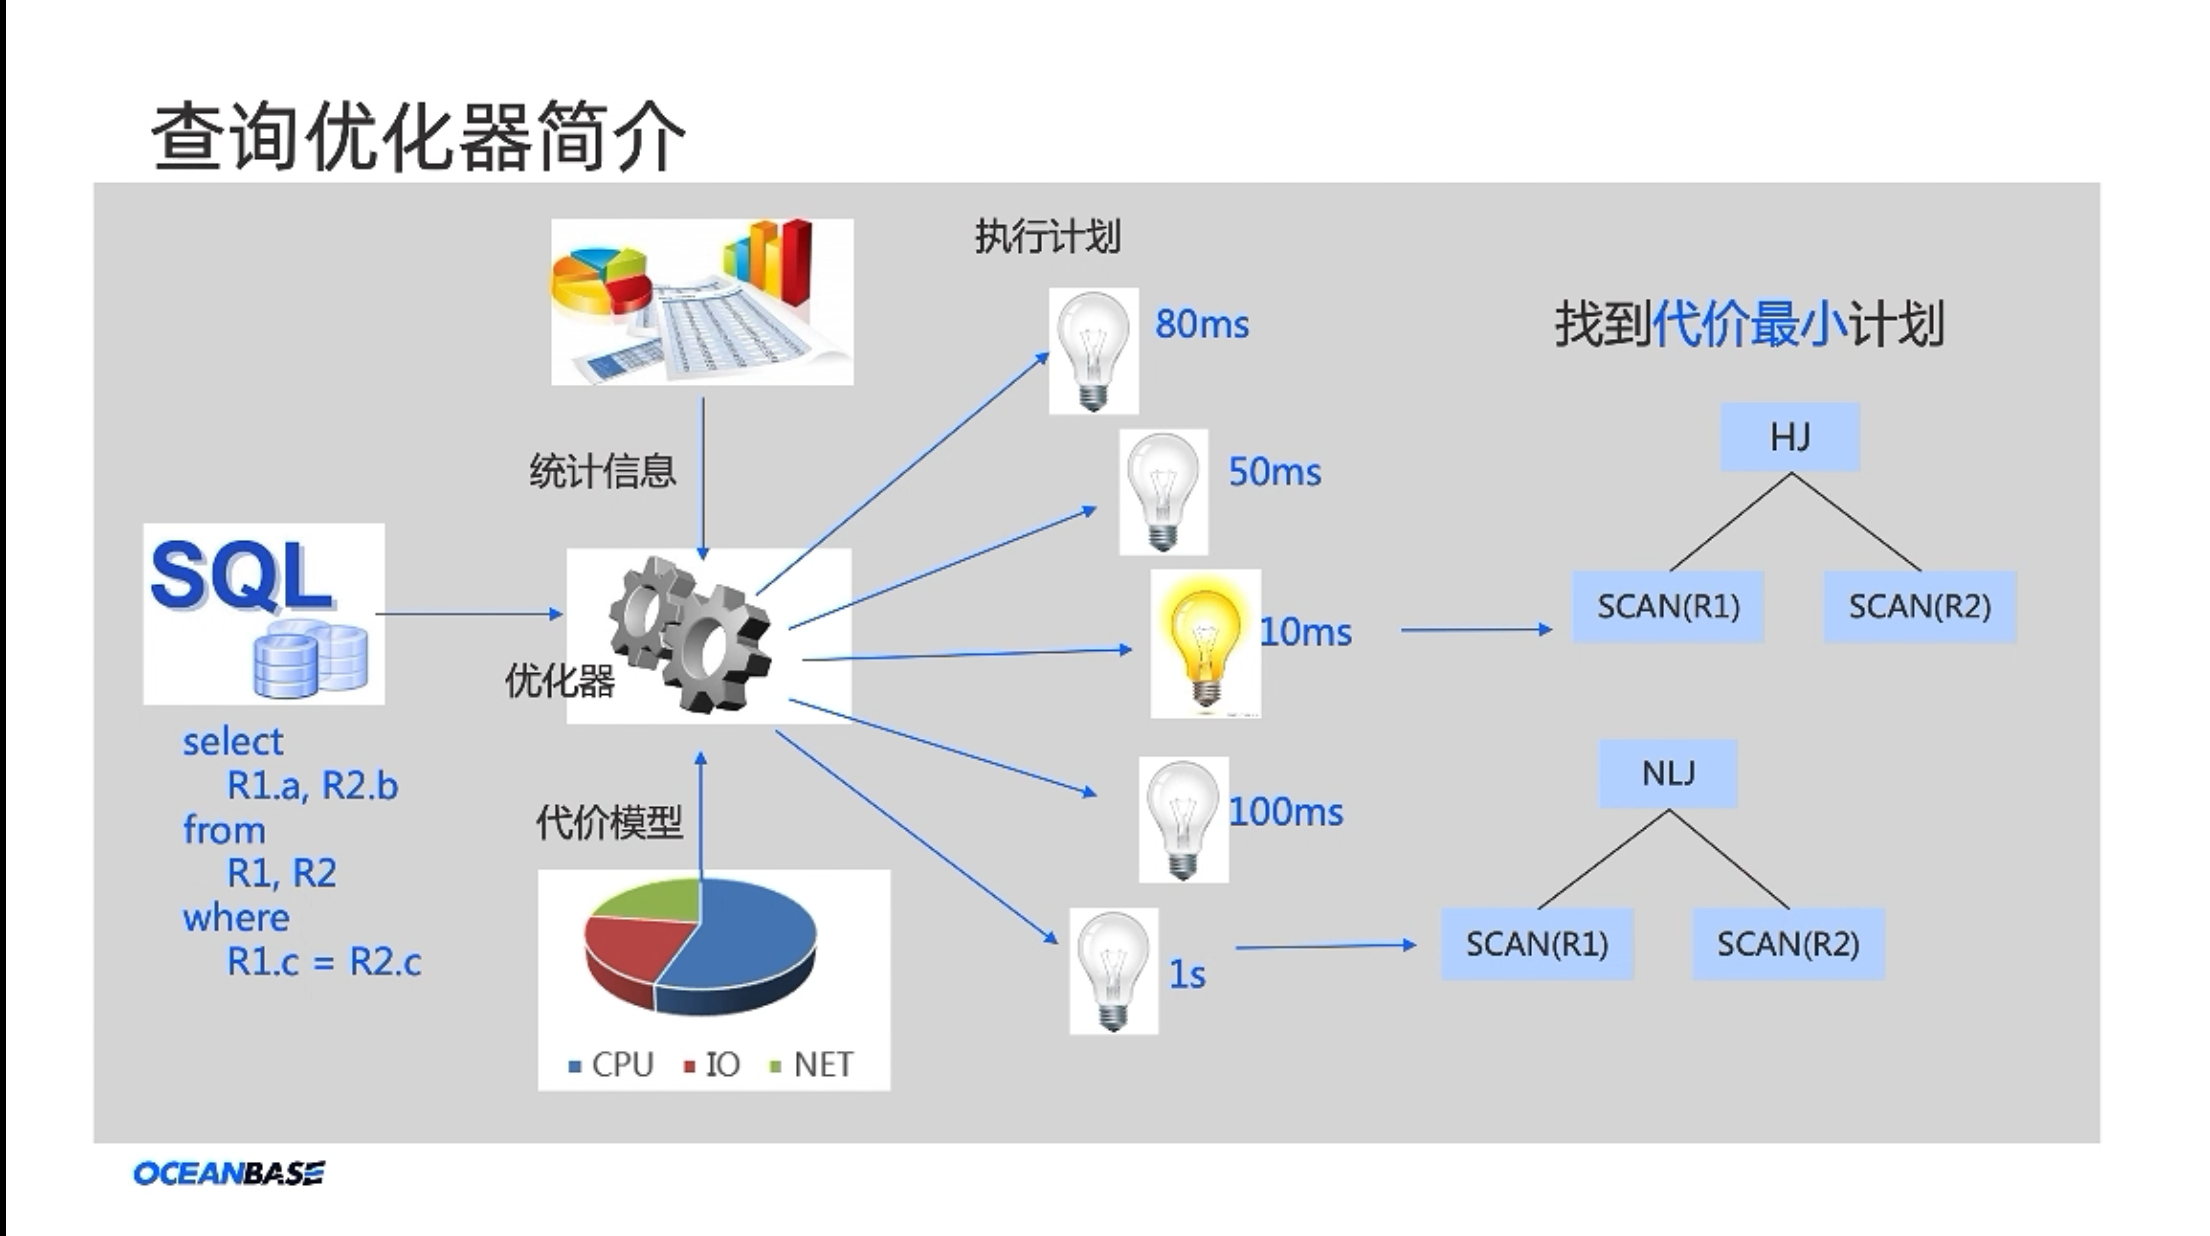 查询优化器简介
执行计划
80ms
找到代价最小计划
HJ
50ms
统计信息
SQL
SCAN(R1)
SCAN(R2)
10ms
优化器
select
R1.a, R2.b
from
R1, R2
where
R1.c = R2.c
代价模型
100ms
NLJ
SCAN(R1)
SCAN(R2)
1s
CPU IO NET
OCEANBASE